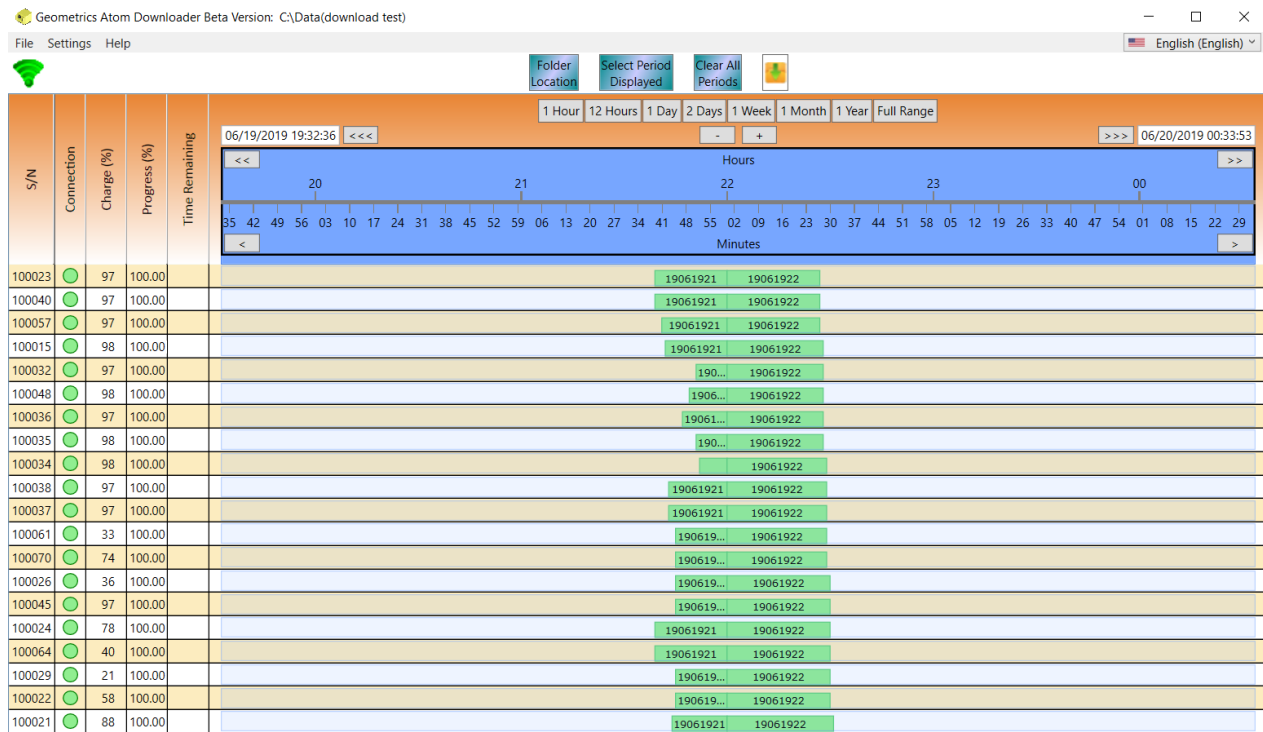 Geometrics Atom Downloader Beta Version: C:\Data(download test)
File Settings Help
English (English)
Folder Location
Select Period Displayed
Clear All Periods
S/N
Connection
Charge (%)
Progress (%)
Time Remaining
1 Hour 12 Hours 1 Day 2 Days 1 Week 1 Month 1 Year Full Range
06/19/2019 19:32:36 <<< - + >>> 06/20/2019 00:33:53
<< Hours >>
20 21 22 23 00
35 42 49 56 03 10 17 24 31 38 45 52 59 06 13 20 27 34 41 48 55 02 09 16 23 30 37 44 51 58 05 12 19 26 33 40 47 54 01 08 15 22 29
< Minutes >
100023 97 100.00 19061921 19061922
100040 97 100.00 19061921 19061922
100057 97 100.00 19061921 19061922
100015 98 100.00 19061921 19061922
100032 97 100.00 190... 19061922
100048 98 100.00 1906... 19061922
100036 97 100.00 19061... 19061922
100035 98 100.00 190... 19061922
100034 98 100.00 19061922
100038 97 100.00 19061921 19061922
100037 97 100.00 19061921 19061922
100061 33 100.00 190619... 19061922
100070 74 100.00 190619... 19061922
100026 36 100.00 190619... 19061922
100045 97 100.00 190619... 19061922
100024 78 100.00 19061921 19061922
100064 40 100.00 19061921 19061922
100029 21 100.00 190619... 19061922
100022 58 100.00 190619... 19061922
100021 88 100.00 19061921 19061922